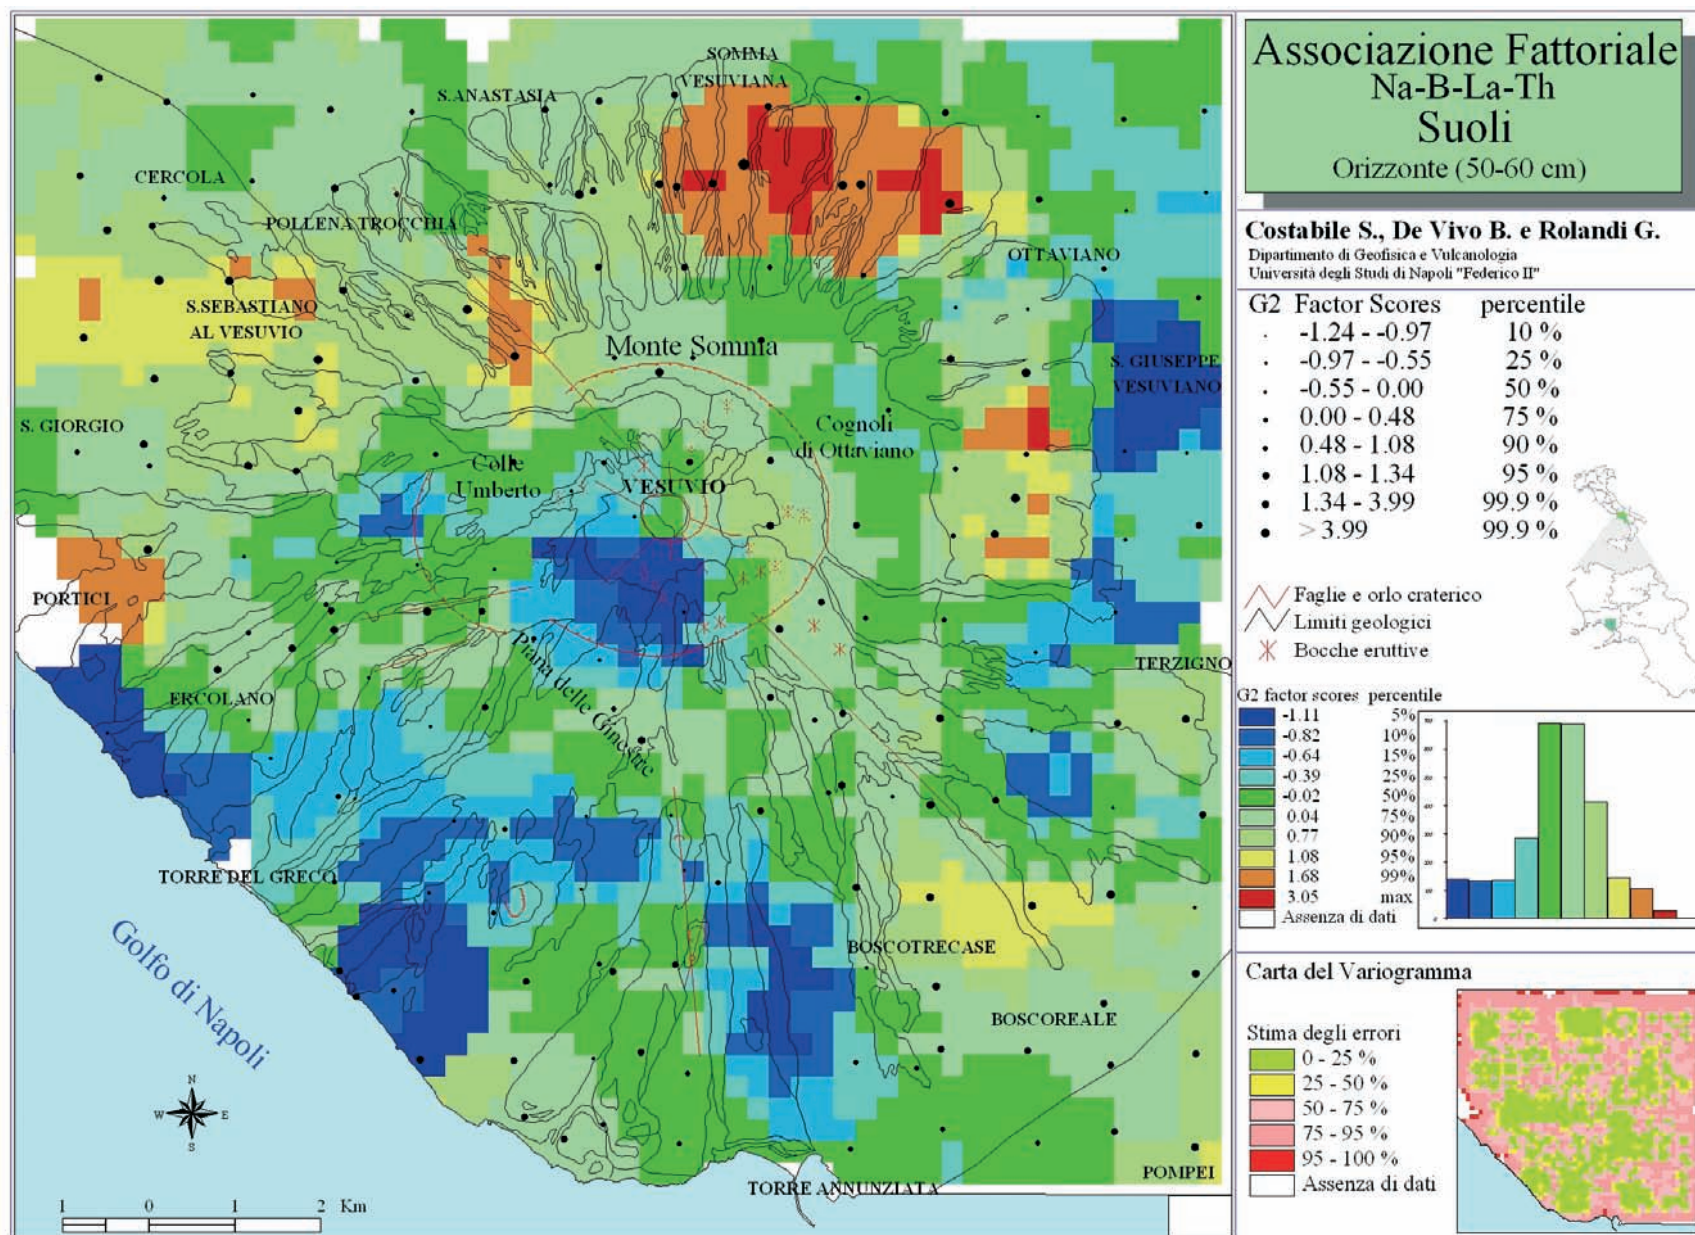 SOMMA
VESUVIANA
S.ANASTASIA
CERCOLA
POLLENA TROCCHIA
OTTAVIANO
S.SEBASTIANO
AL VESUVIO
Monte Somma
S. GIUSEPPE
VESUVIANO
S. GIORGIO
Cognoli
di Ottaviano
Colle
Umberto
VESUVIO
PORTICI
TERZIGNO
ERCOLANO
Piana delle Ginestre
TORRE DEL GRECO
BOSCOTRECASE
Golfo di Napoli
BOSCOREALE
N
W E
S
POMPEI
TORRE ANNUNZIATA
1 0 1 2 Km
Associazione Fattoriale
Na-B-La-Th
Suoli
Orizzonte (50-60 cm)
Costabile S., De Vivo B. e Rolandi G.
Dipartimento di Geofisica e Vulcanologia
Università degli Studi di Napoli "Federico II"
G2 Factor Scores percentile
-1.24 - -0.97 10 %
-0.97 - -0.55 25 %
-0.55 - 0.00 50 %
0.00 - 0.48 75 %
0.48 - 1.08 90 %
1.08 - 1.34 95 %
1.34 - 3.99 99.9 %
> 3.99 99.9 %
Faglie e orlo craterico
Limiti geologici
Bocche eruttive
G2 factor scores percentile
-1.11 5%
-0.82 10%
-0.64 15%
-0.39 25%
-0.02 50%
0.04 75%
0.77 90%
1.08 95%
1.68 99%
3.05 max
Assenza di dati
Carta del Variogramma
Stima degli errori
0 - 25 %
25 - 50 %
50 - 75 %
75 - 95 %
95 - 100 %
Assenza di dati